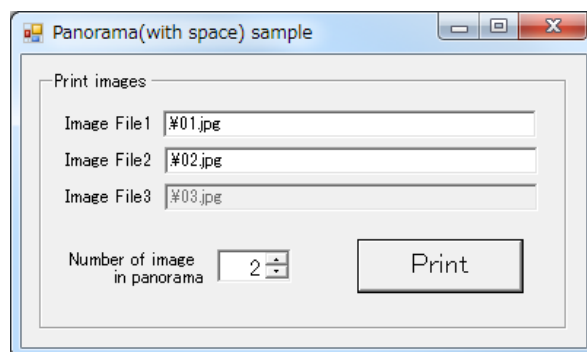 Panorama(with space) sample
Print images
Image File1 .¥01.jpg
Image File2 .¥02.jpg
Image File3 .¥03.jpg
Number of image
in panorama
2
Print